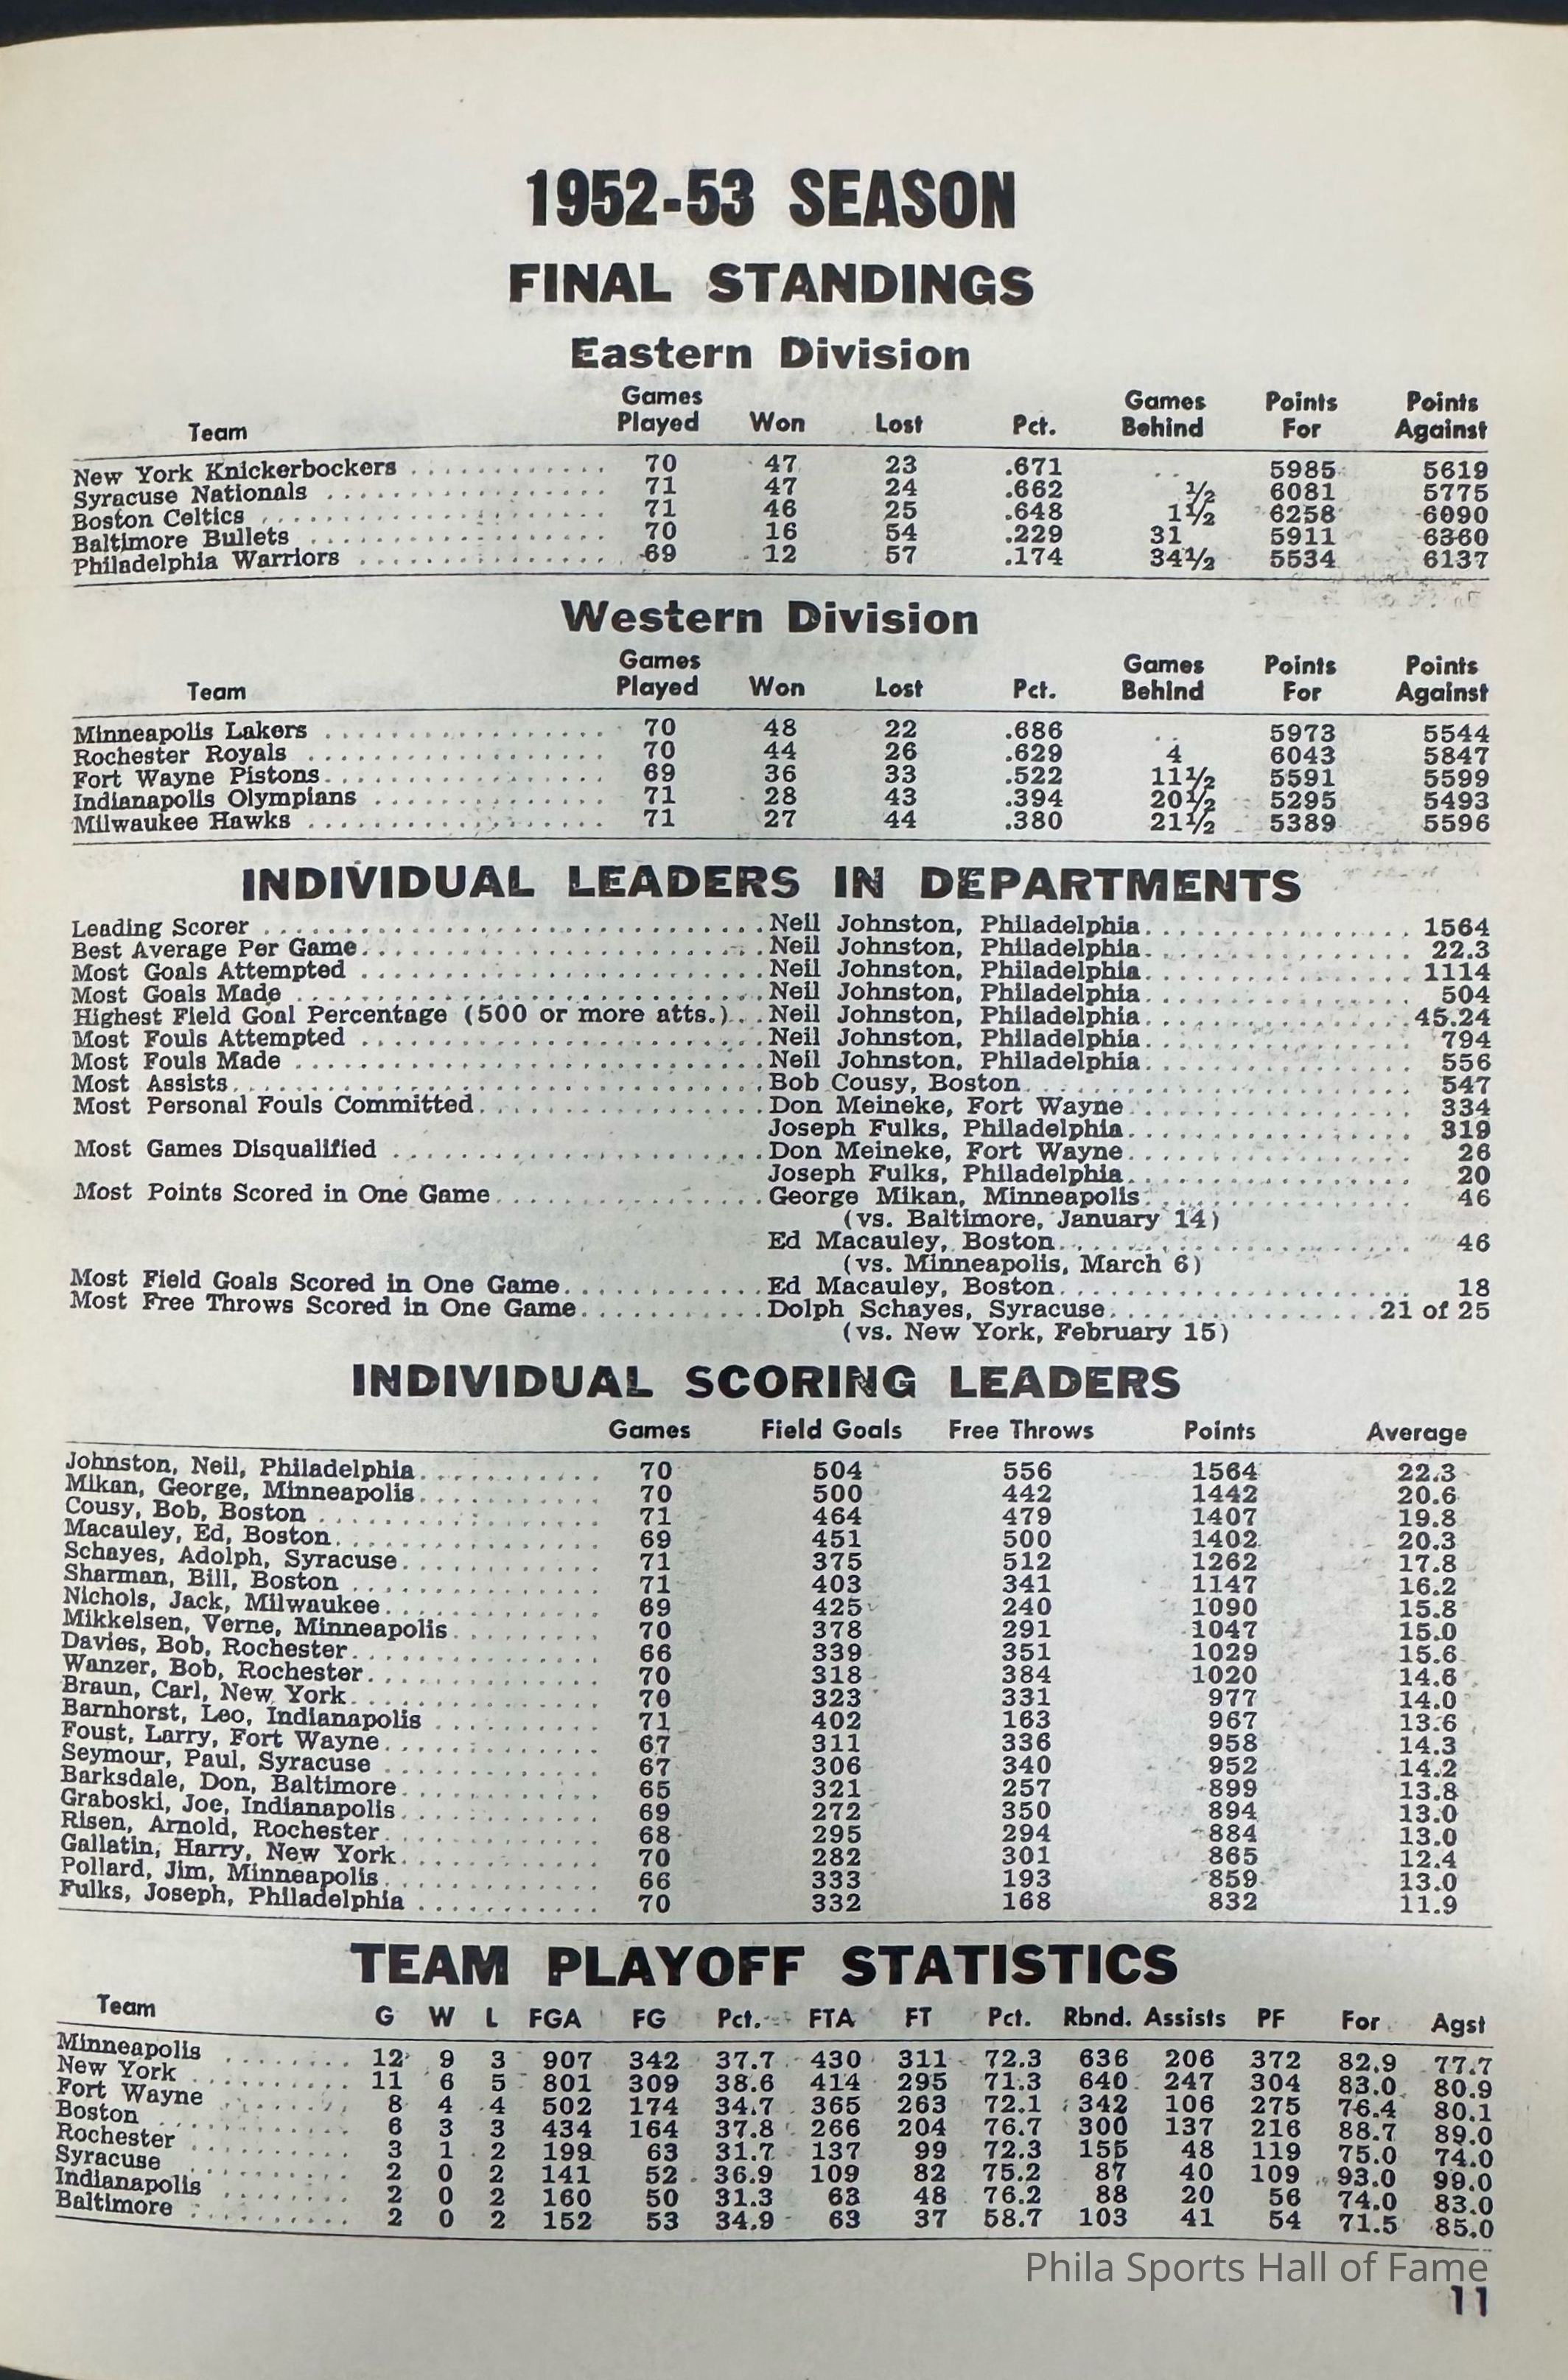 1952-53 SEASON
FINAL STANDINGS
Eastern Division
Team Games Played Won Lost Pct. Games Behind Points For Points Against
New York Knickerbockers 70 47 23 .671 .. 5985 5619
Syracuse Nationals 71 47 24 .662 ½ 6081 5775
Boston Celtics 71 46 25 .648 1½ 6258 6090
Baltimore Bullets 70 16 54 .229 31 5911 6360
Philadelphia Warriors 69 12 57 .174 34½ 5534 6137
Western Division
Team Games Played Won Lost Pct. Games Behind Points For Points Against
Minneapolis Lakers 70 48 22 .686 .. 5973 5544
Rochester Royals 70 44 26 .629 4 6043 5847
Fort Wayne Pistons 69 36 33 .522 11½ 5591 5599
Indianapolis Olympians 71 28 43 .394 20½ 5295 5493
Milwaukee Hawks 71 27 44 .380 21½ 5389 5596
INDIVIDUAL LEADERS IN DEPARTMENTS
Leading Scorer Neil Johnston, Philadelphia 1564
Best Average Per Game Neil Johnston, Philadelphia 22.3
Most Goals Attempted Neil Johnston, Philadelphia 1114
Most Goals Made Neil Johnston, Philadelphia 504
Highest Field Goal Percentage (500 or more atts.) Neil Johnston, Philadelphia 45.24
Most Fouls Attempted Neil Johnston, Philadelphia 794
Most Fouls Made Neil Johnston, Philadelphia 556
Most Assists Bob Cousy, Boston 547
Most Personal Fouls Committed Don Meineke, Fort Wayne 334
Joseph Fulks, Philadelphia 319
Most Games Disqualified Don Meineke, Fort Wayne 26
Joseph Fulks, Philadelphia 20
Most Points Scored in One Game George Mikan, Minneapolis 46
(vs. Baltimore, January 14)
Ed Macauley, Boston 46
(vs. Minneapolis, March 6)
Most Field Goals Scored in One Game Ed Macauley, Boston 18
Most Free Throws Scored in One Game Dolph Schayes, Syracuse 21 of 25
(vs. New York, February 15)
INDIVIDUAL SCORING LEADERS
Games Field Goals Free Throws Points Average
Johnston, Neil, Philadelphia 70 504 556 1564 22.3
Mikan, George, Minneapolis 70 500 442 1442 20.6
Cousy, Bob, Boston 71 464 479 1407 19.8
Macauley, Ed, Boston 69 451 500 1402 20.3
Schayes, Adolph, Syracuse 71 375 512 1262 17.8
Sharman, Bill, Boston 71 403 341 1147 16.2
Nichols, Jack, Milwaukee 69 425 240 1090 15.8
Mikkelsen, Verne, Minneapolis 70 378 291 1047 15.0
Davies, Bob, Rochester 66 339 351 1029 15.6
Wanzer, Bob, Rochester 70 318 384 1020 14.6
Braun, Carl, New York 70 323 331 977 14.0
Barnhorst, Leo, Indianapolis 71 402 163 967 13.6
Foust, Larry, Fort Wayne 67 311 336 958 14.3
Seymour, Paul, Syracuse 67 306 340 952 14.2
Barksdale, Don, Baltimore 65 321 257 899 13.8
Graboski, Joe, Indianapolis 69 272 350 894 13.0
Risen, Arnold, Rochester 68 295 294 884 13.0
Gallatin, Harry, New York 70 282 301 865 12.4
Pollard, Jim, Minneapolis 66 333 193 859 13.0
Fulks, Joseph, Philadelphia 70 332 168 832 11.9
TEAM PLAYOFF STATISTICS
Team G W L FGA FG Pct. FTA FT Pct. Rbnd. Assists PF For Agst
Minneapolis 12 9 3 907 342 37.7 430 311 72.3 636 206 372 82.9 77.7
New York 11 6 5 801 309 38.6 414 295 71.3 640 247 304 83.0 80.9
Fort Wayne 8 4 4 502 174 34.7 365 263 72.1 342 106 275 76.4 80.1
Boston 6 3 3 434 164 37.8 266 204 76.7 300 137 216 88.7 89.0
Rochester 3 1 2 199 63 31.7 137 99 72.3 155 48 119 75.0 74.0
Syracuse 2 0 2 141 52 36.9 109 82 75.2 87 40 109 93.0 99.0
Indianapolis 2 0 2 160 50 31.3 63 48 76.2 88 20 56 74.0 83.0
Baltimore 2 0 2 152 53 34.9 63 37 58.7 103 41 54 71.5 85.0
Phila Sports Hall of Fame
11